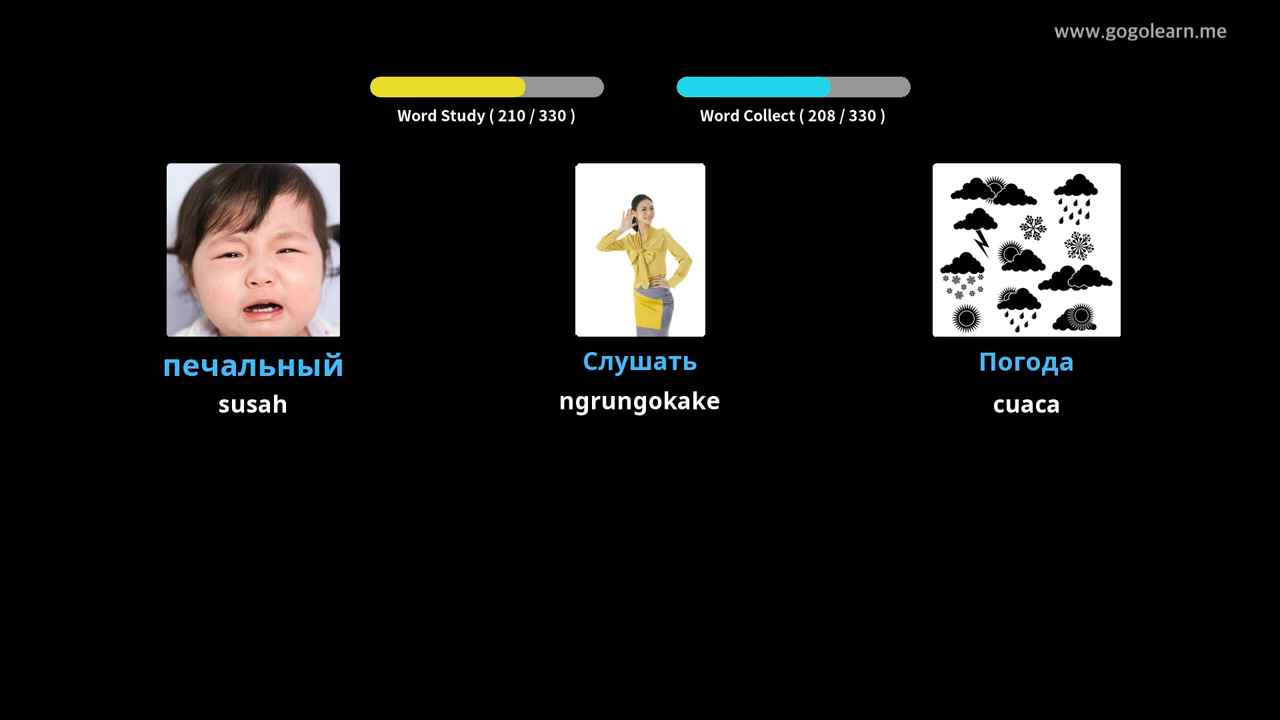 www.gogolearn.me
Word Study ( 210 / 330 )
Word Collect ( 208 / 330 )
печальный
susah
Слушать
ngrungokake
Погода
cuaca